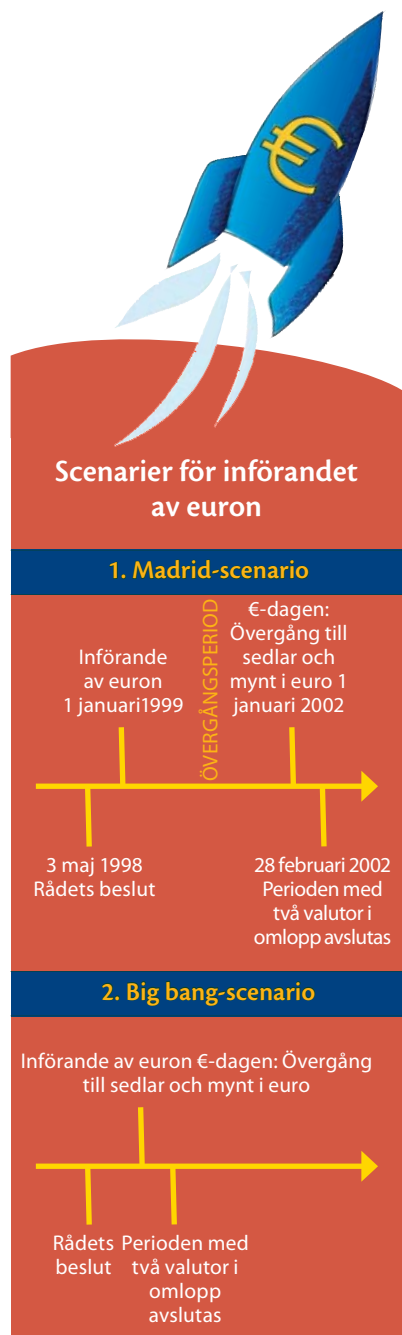 €
Scenarier för införandet
av euron
1. Madrid-scenario
Införande
av euron
1 januari1999
ÖVERGÅNGSPERIOD
€-dagen:
Övergång till
sedlar och
mynt i euro 1
januari 2002
3 maj 1998
Rådets beslut
28 februari 2002
Perioden med
två valutor i
omlopp avslutas
2. Big bang-scenario
Införande av euron €-dagen: Övergång
till sedlar och mynt i euro
Rådets
beslut
Perioden med
två valutor i
omlopp
avslutas